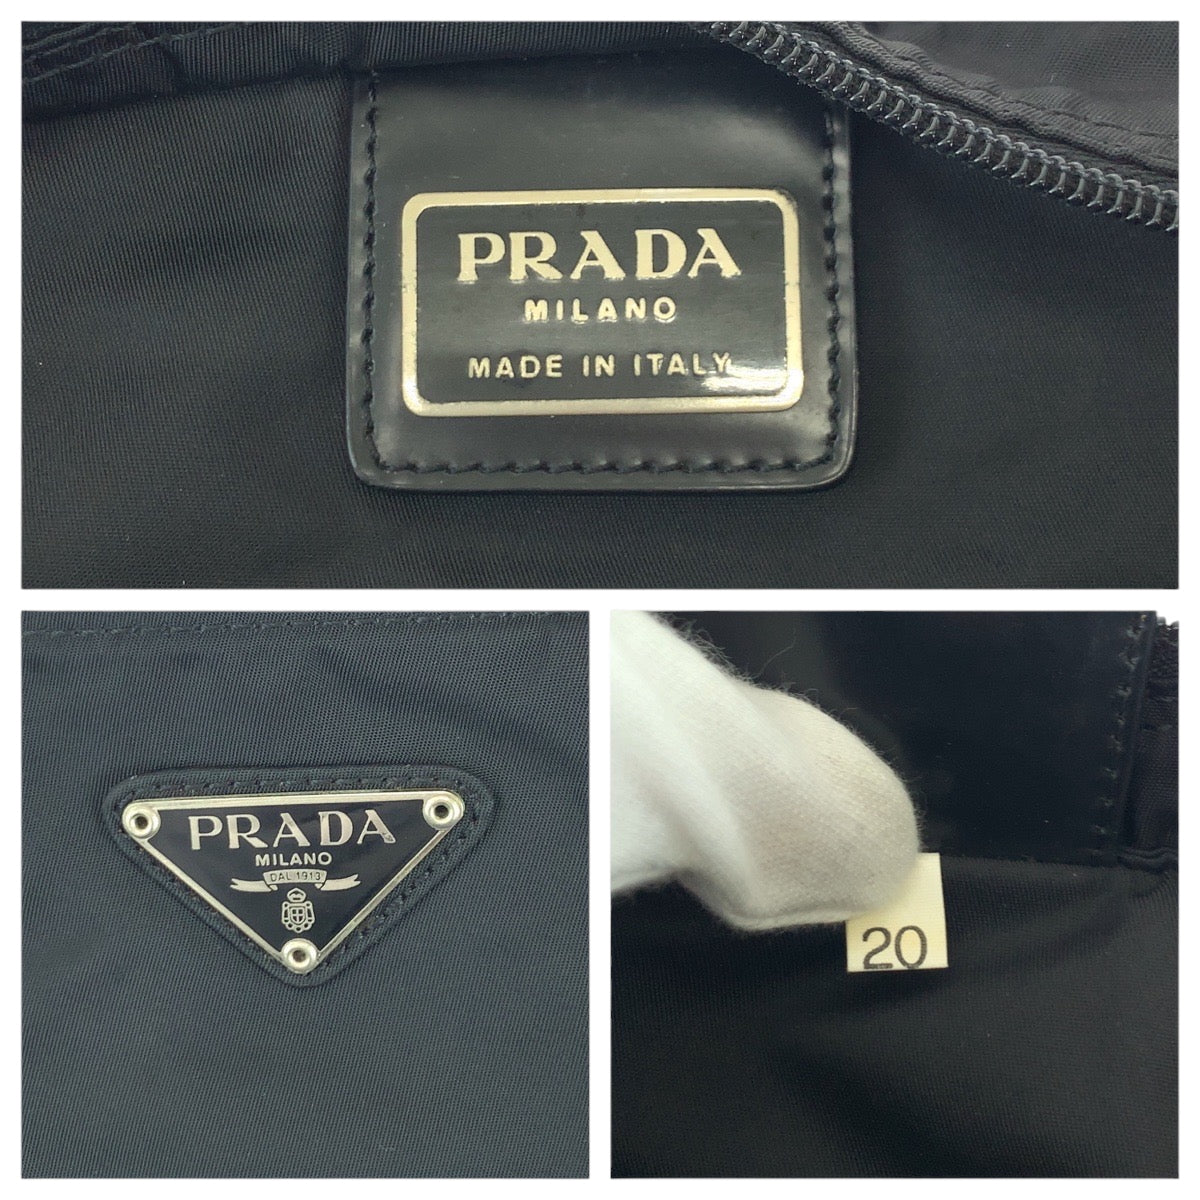 PRADA
MILANO
MADE IN ITALY
PRADA
MILANO
DAL 1913
20